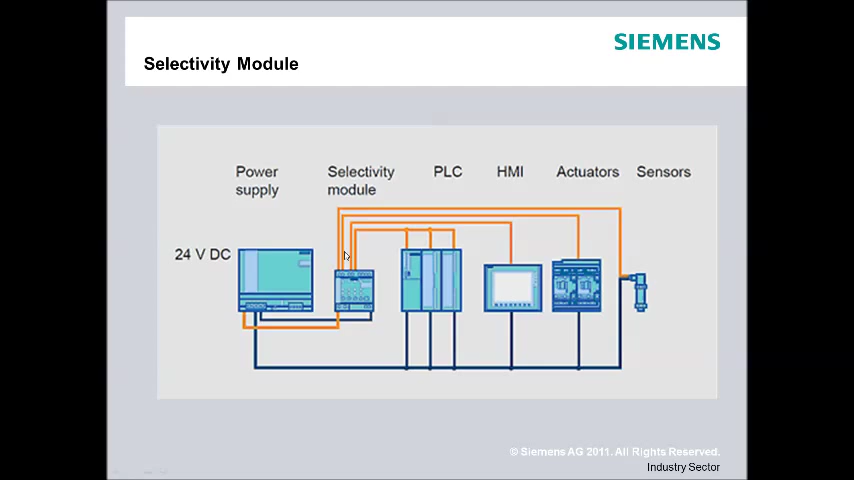 SIEMENS
Selectivity Module
Power supply
Selectivity module
PLC
HMI
Actuators
Sensors
24 V DC
© Siemens AG 2011. All Rights Reserved.
Industry Sector